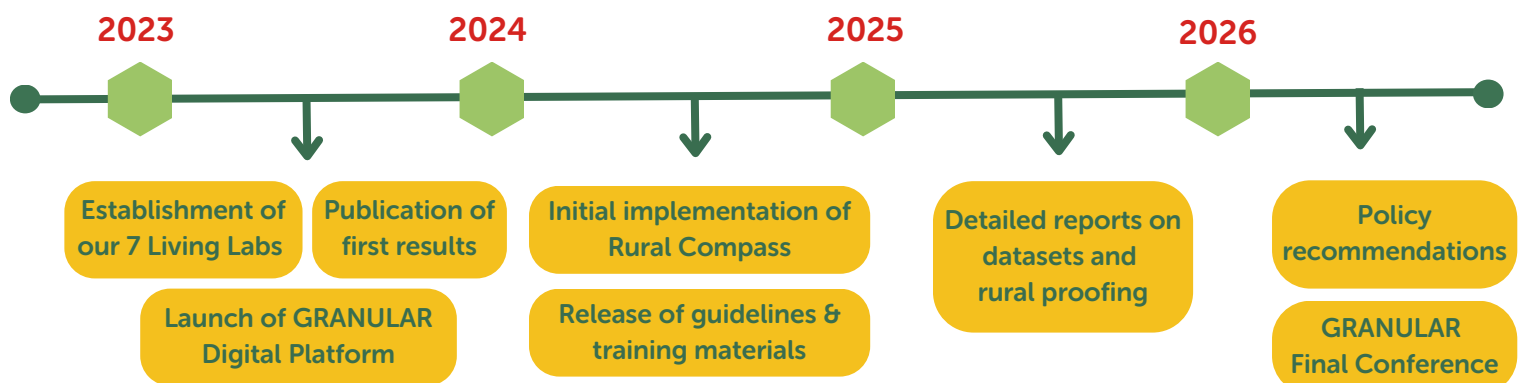 2023
2024
2025
2026
Establishment of
our 7 Living Labs
Publication of
first results
Launch of GRANULAR
Digital Platform
Initial implementation of
Rural Compass
Release of guidelines &
training materials
Detailed reports on
datasets and
rural proofing
Policy
recommendations
GRANULAR
Final Conference